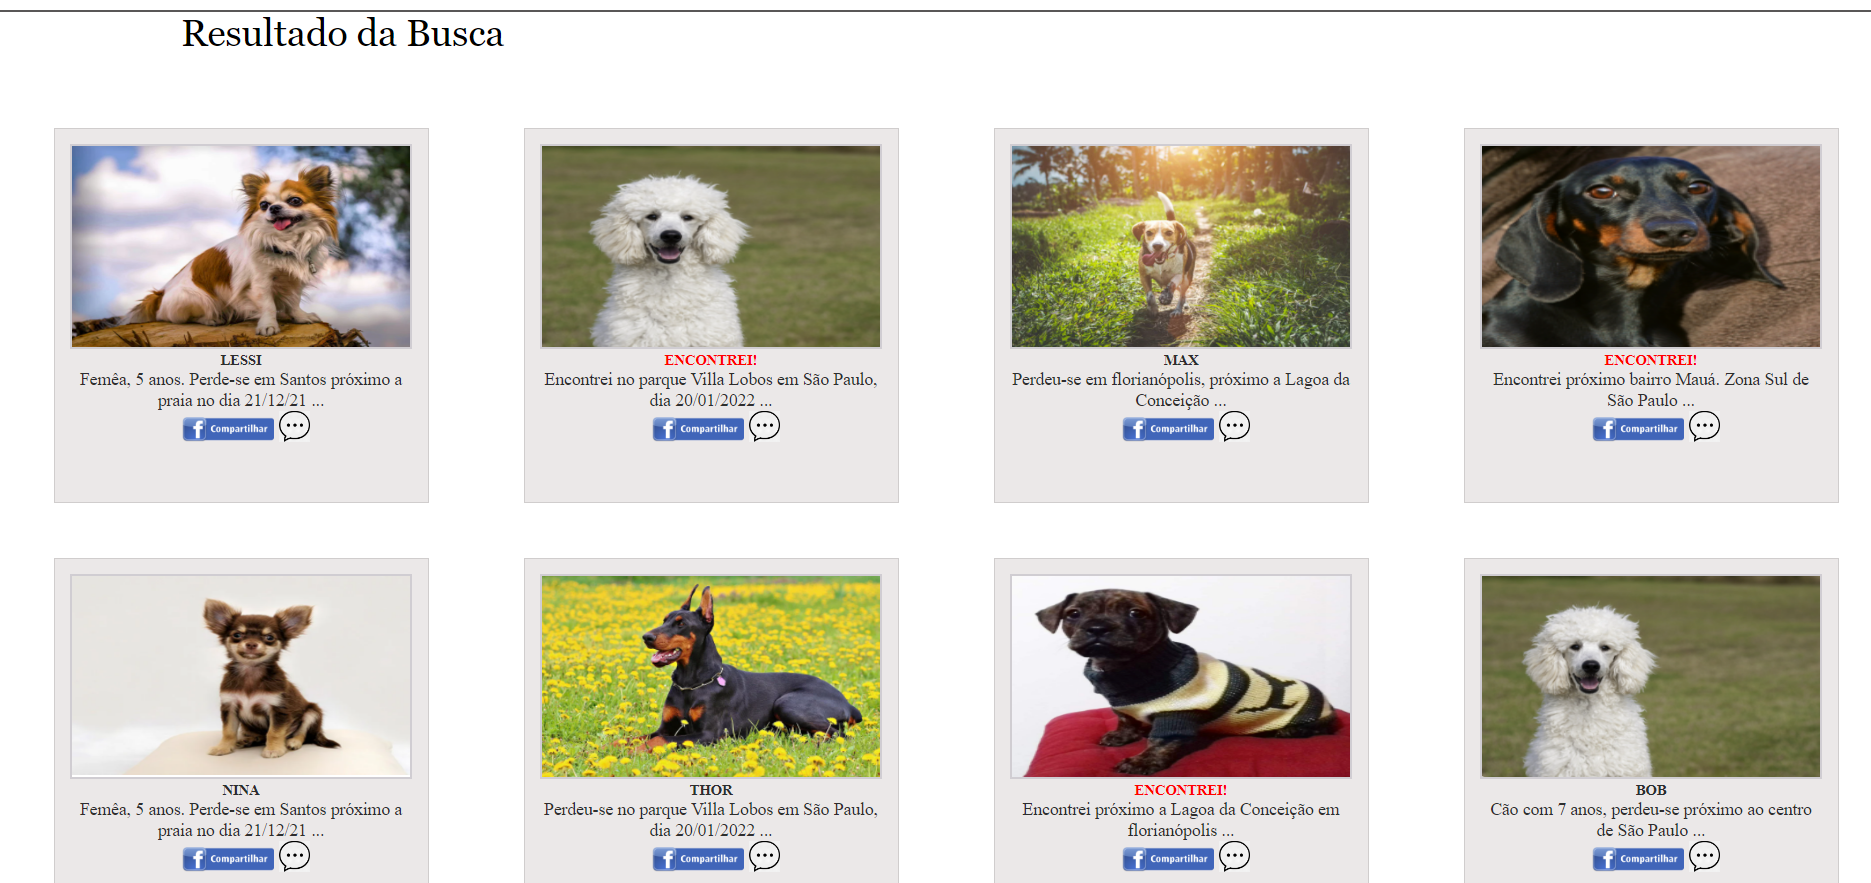 Resultado da Busca
LESSI
Femêa, 5 anos. Perde-se em Santos próximo a
praia no dia 21/12/21 ...
f Compartilhar
ENCONTREI!
Encontrei no parque Villa Lobos em São Paulo,
dia 20/01/2022 ...
f Compartilhar
MAX
Perdeu-se em florianópolis, próximo a Lagoa da
Conceição ...
f Compartilhar
ENCONTREI!
Encontrei próximo bairro Mauá. Zona Sul de
São Paulo ...
f Compartilhar
NINA
Femêa, 5 anos. Perde-se em Santos próximo a
praia no dia 21/12/21 ...
f Compartilhar
THOR
Perdeu-se no parque Villa Lobos em São Paulo,
dia 20/01/2022 ...
f Compartilhar
ENCONTREI!
Encontrei próximo a Lagoa da Conceição em
florianópolis ...
f Compartilhar
BOB
Cão com 7 anos, perdeu-se próximo ao centro
de São Paulo ...
f Compartilhar